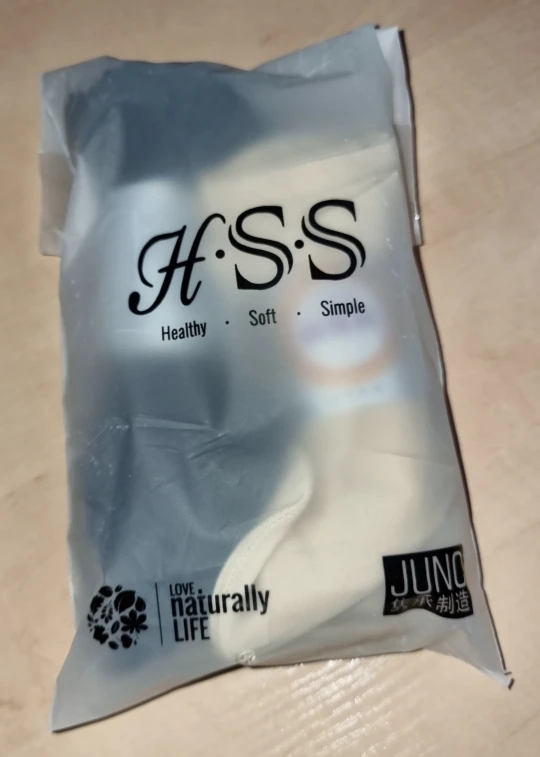 H·S·S
Healthy · Soft · Simple
LOVE
naturally
LIFE
JUNO
制造